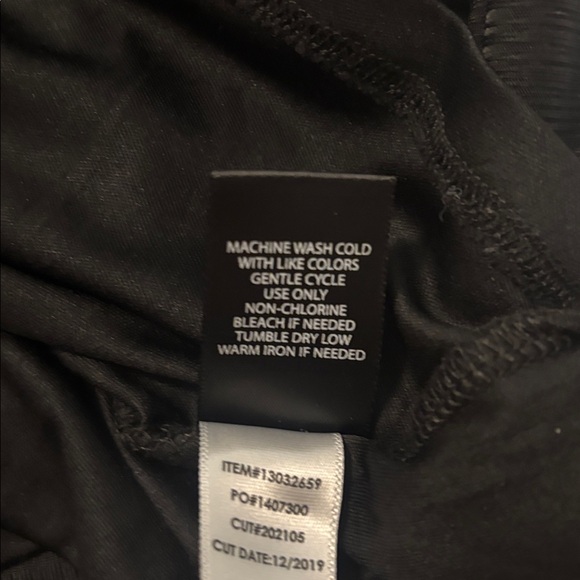 MACHINE WASH COLD
WITH LIKE COLORS
GENTLE CYCLE
USE ONLY
NON-CHLORINE
BLEACH IF NEEDED
TUMBLE DRY LOW
WARM IRON IF NEEDED
ITEM#13032659
PO#1407300
CUT#202105
CUT DATE:12/2019